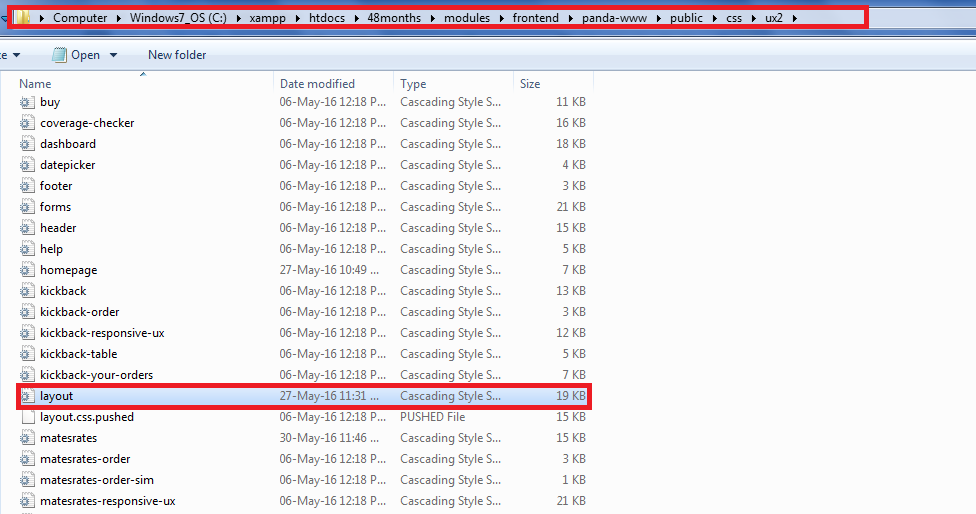 Computer Windows7_OS (C:) xampp htdocs 48months modules frontend panda-www public css ux2
Open New folder
Name Date modified Type Size
buy 06-May-16 12:18 P... Cascading Style S... 11 KB
coverage-checker 06-May-16 12:18 P... Cascading Style S... 16 KB
dashboard 06-May-16 12:18 P... Cascading Style S... 18 KB
datepicker 06-May-16 12:18 P... Cascading Style S... 4 KB
footer 06-May-16 12:18 P... Cascading Style S... 3 KB
forms 06-May-16 12:18 P... Cascading Style S... 21 KB
header 06-May-16 12:18 P... Cascading Style S... 15 KB
help 06-May-16 12:18 P... Cascading Style S... 5 KB
homepage 27-May-16 10:49 ... Cascading Style S... 7 KB
kickback 06-May-16 12:18 P... Cascading Style S... 13 KB
kickback-order 06-May-16 12:18 P... Cascading Style S... 3 KB
kickback-responsive-ux 06-May-16 12:18 P... Cascading Style S... 12 KB
kickback-table 06-May-16 12:18 P... Cascading Style S... 5 KB
kickback-your-orders 06-May-16 12:18 P... Cascading Style S... 7 KB
layout 27-May-16 11:31 ... Cascading Style S... 19 KB
layout.css.pushed 06-May-16 12:18 P... PUSHED File 15 KB
matesrates 30-May-16 11:46 ... Cascading Style S... 15 KB
matesrates-order 06-May-16 12:18 P... Cascading Style S... 3 KB
matesrates-order-sim 06-May-16 12:18 P... Cascading Style S... 1 KB
matesrates-responsive-ux 06-May-16 12:18 P... Cascading Style S... 21 KB